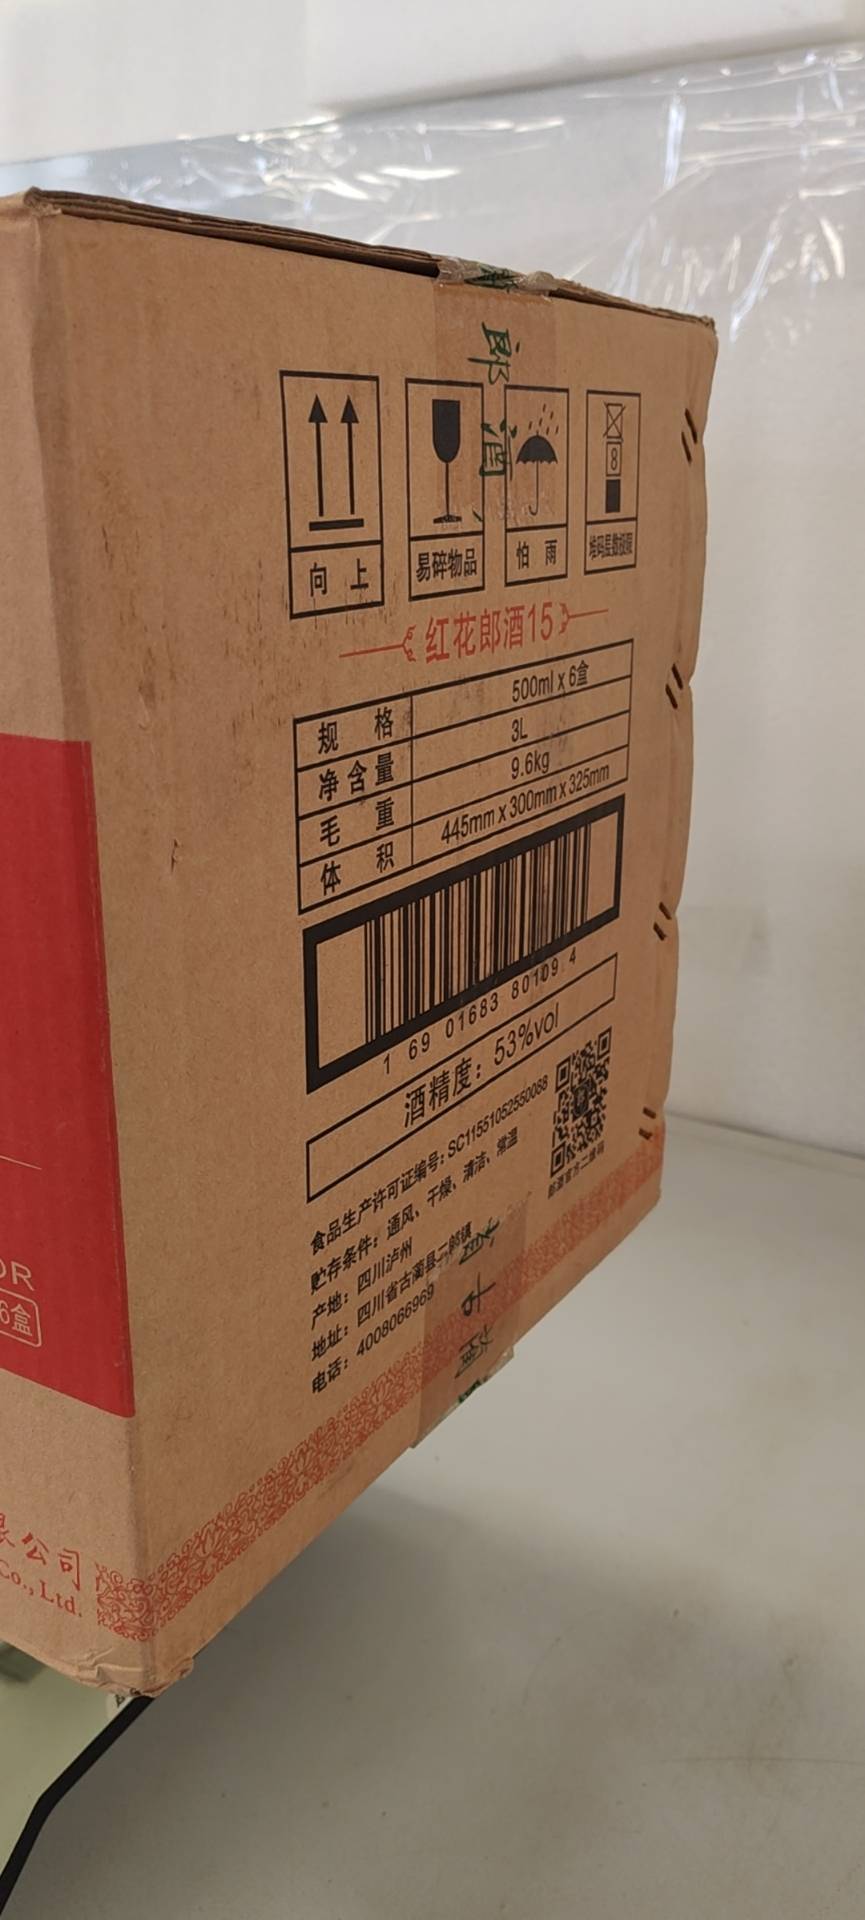 郎酒
8
向上
易碎物品
怕雨
堆码层数极限
红花郎酒15
规格 500ml x 6盒
净含量 3L
毛重 9.6kg
体积 445mm x 300mm x 325mm
1 69 01683 80109 4
酒精度：53%vol
食品生产许可证编号：SC11551052550088
贮存条件：通风、干燥、清洁、常温
产地：四川泸州
地址：四川省古蔺县二郎镇
电话：4008066969
郎酒官方二维码
古蔺
OR
6盒
限公司
Co., Ltd.